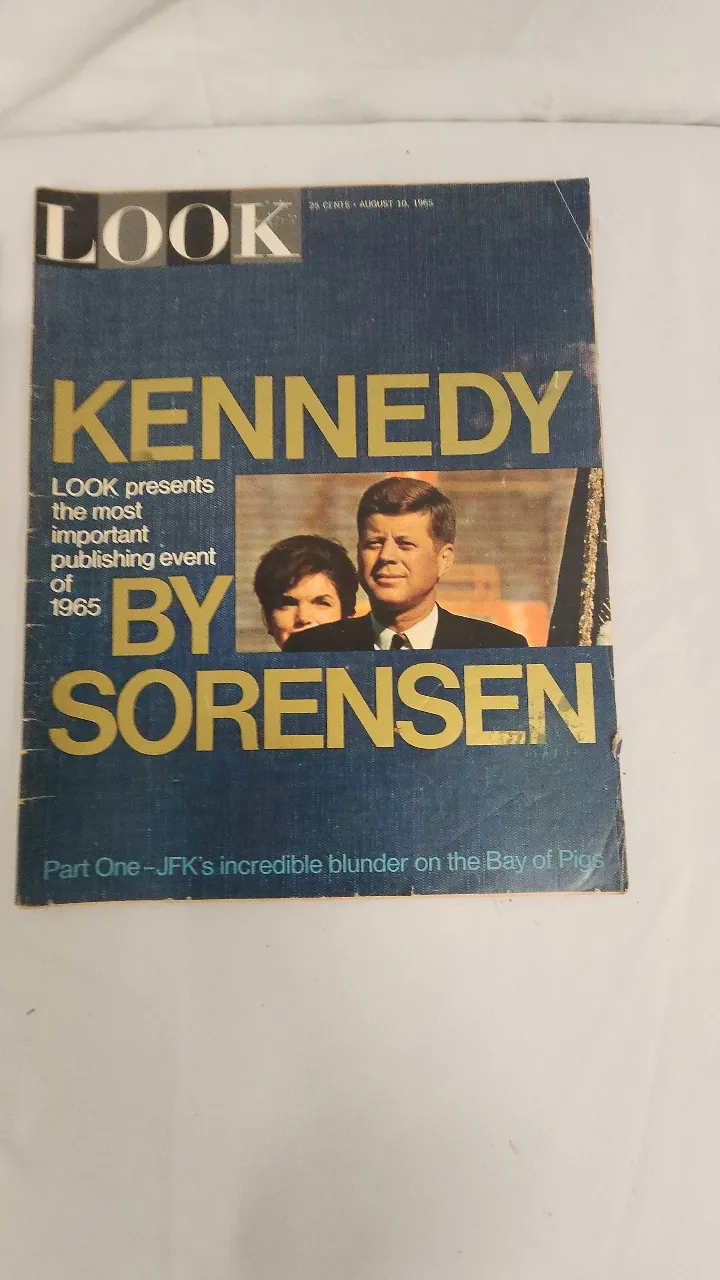 LOOK
25 CENTS • AUGUST 10, 1965
KENNEDY
LOOK presents
the most
important
publishing event
of
1965
BY
SORENSEN
Part One–JFK's incredible blunder on the Bay of Pigs